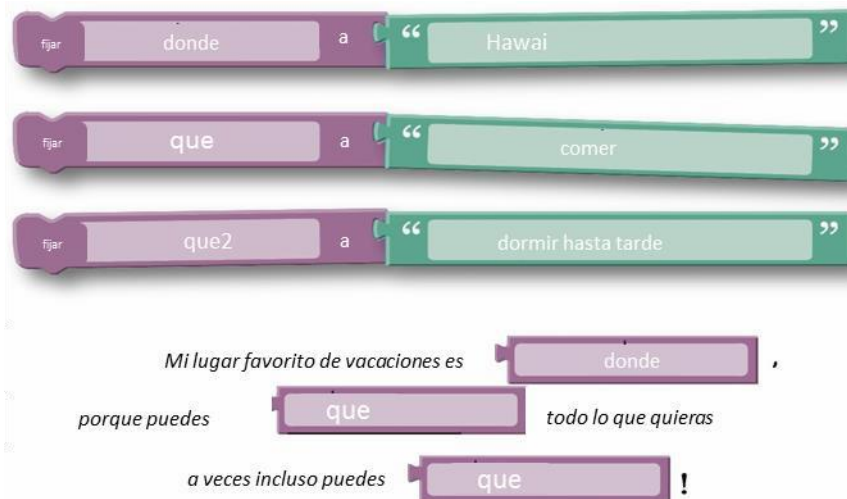 fijar donde a “ Hawai ”
fijar que a “ comer ”
fijar que2 a “ dormir hasta tarde ”
Mi lugar favorito de vacaciones es donde ,
porque puedes que todo lo que quieras
a veces incluso puedes que !